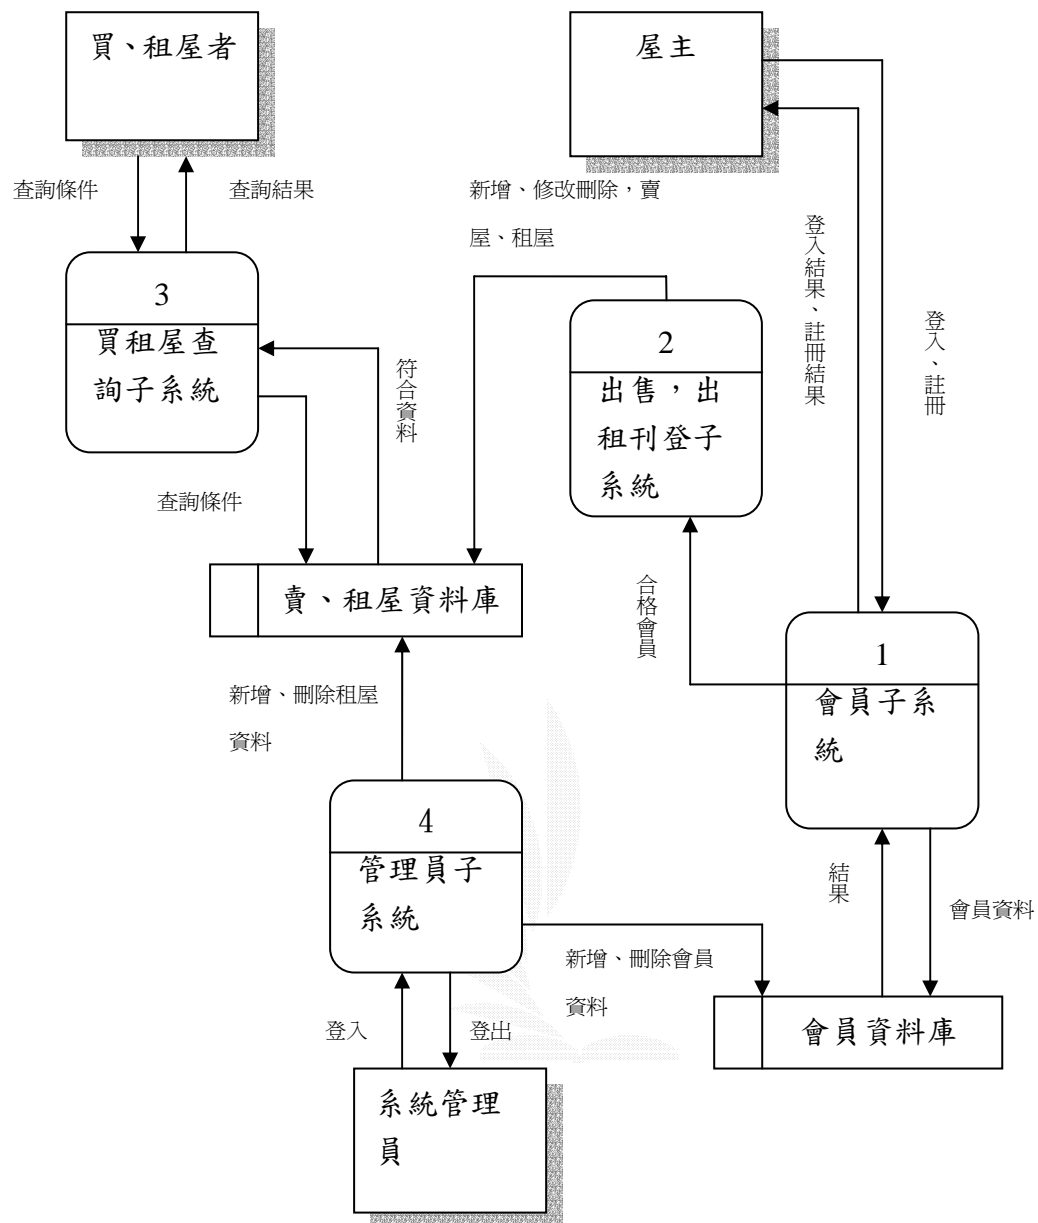 買、租屋者
屋主
查詢條件
查詢結果
新增、修改刪除，賣
屋、租屋
登入結果、註冊結果
登入、註冊
3
買租屋查
詢子系統
符合資料
2
出售，出
租刊登子
系統
查詢條件
賣、租屋資料庫
合格會員
1
會員子系
統
新增、刪除租屋
資料
4
管理員子
系統
結果
會員資料
新增、刪除會員
資料
會員資料庫
登入
登出
系統管理
員